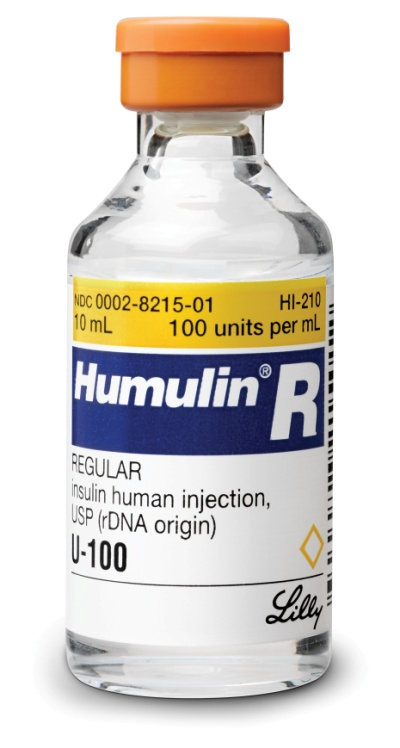 NDC 0002-8215-01 HI-210
10 mL 100 units per mL
Humulin® R
REGULAR
insulin human injection,
USP (rDNA origin)
U-100
Lilly